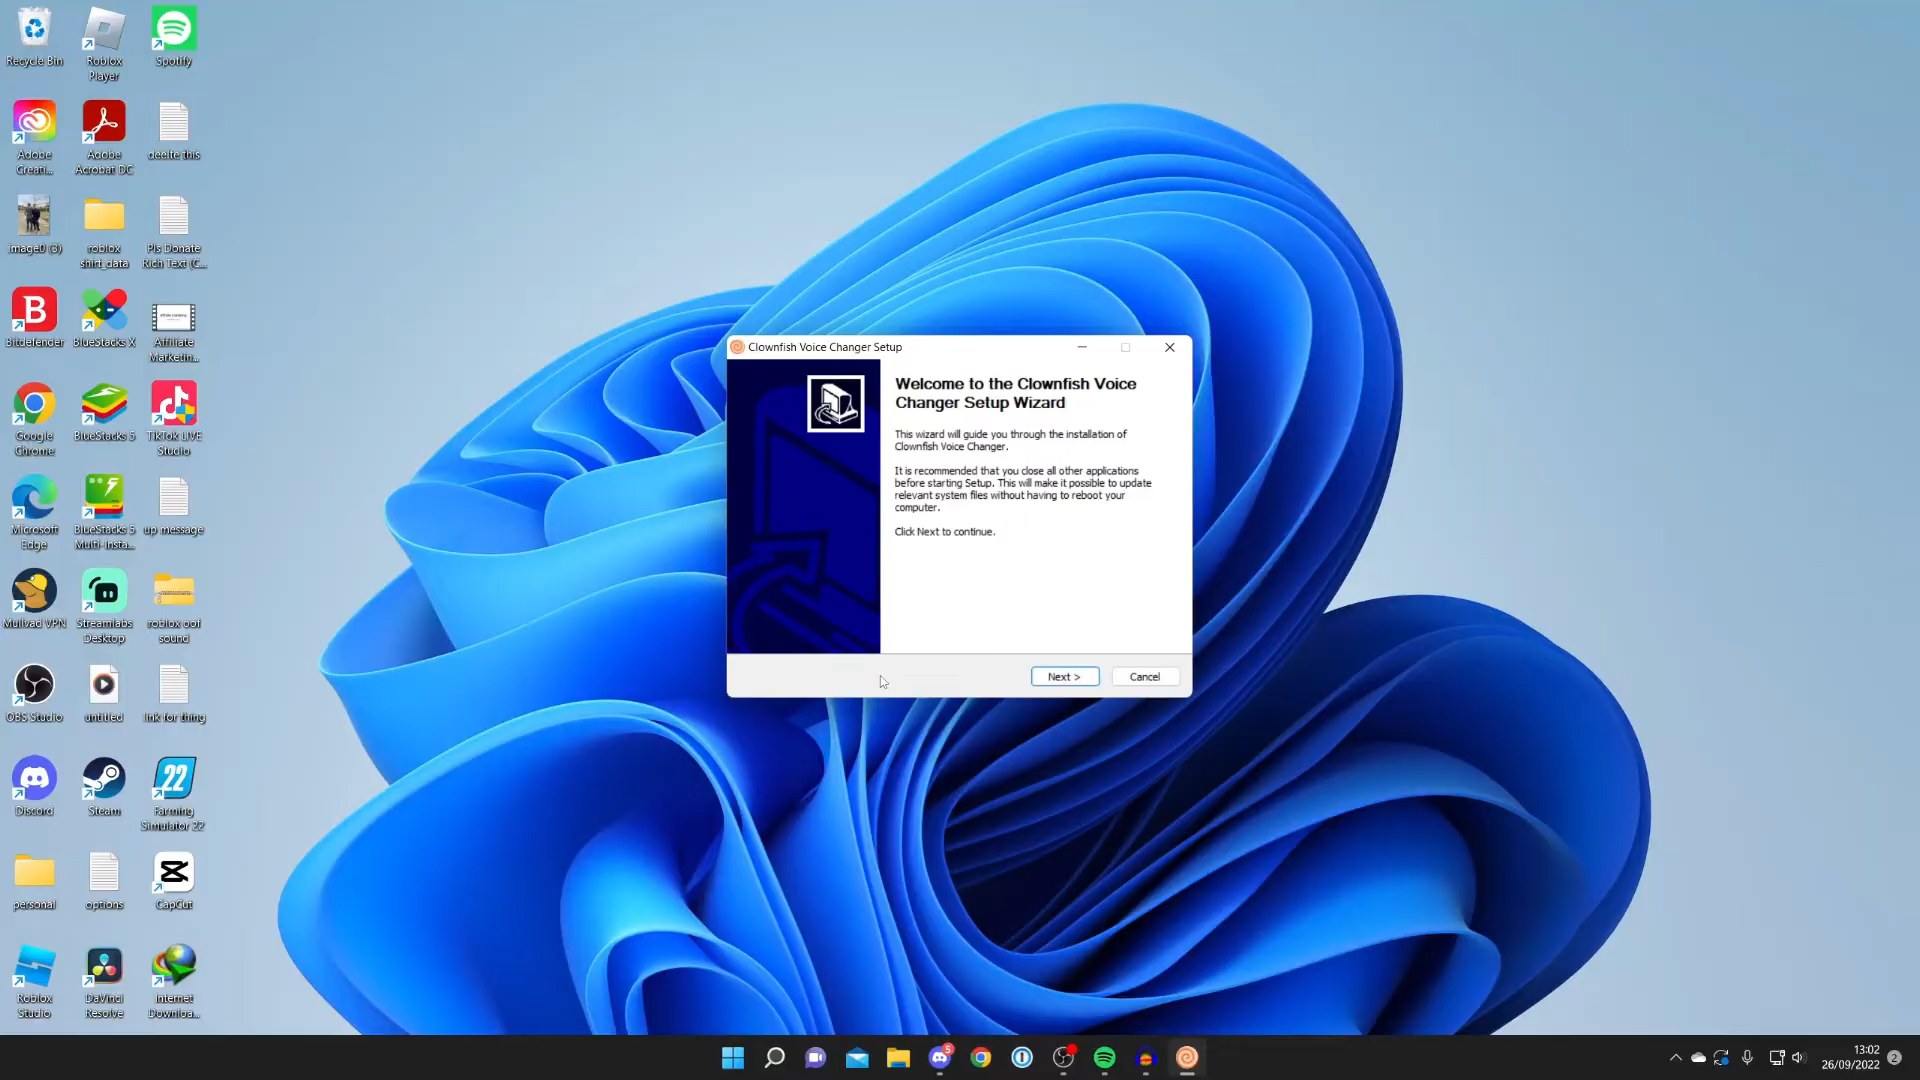 Recycle Bin
Roblox
Player
Spotify
Adobe
Creati...
Adobe
Acrobat DC
deelte this
image0 (3)
roblox
shirt_data
Pls Donate
Rich Text (C...
Bitdefender
BlueStacks X
Affiliate
Marketin...
Google
Chrome
BlueStacks 5
TikTok LIVE
Studio
Microsoft
Edge
BlueStacks 5
Multi-Insta...
up message
Mullvad VPN
Streamlabs
Desktop
roblox oof
sound
OBS Studio
untitled
link for thing
Discord
Steam
22
Farming
Simulator 22
personal
options
CapCut
Roblox
Studio
DaVinci
Resolve
Internet
Downloa...
Clownfish Voice Changer Setup
Welcome to the Clownfish Voice
Changer Setup Wizard
This wizard will guide you through the installation of
Clownfish Voice Changer.
It is recommended that you close all other applications
before starting Setup. This will make it possible to update
relevant system files without having to reboot your
computer.
Click Next to continue.
Next >
Cancel
5
13:02
26/09/2022
2